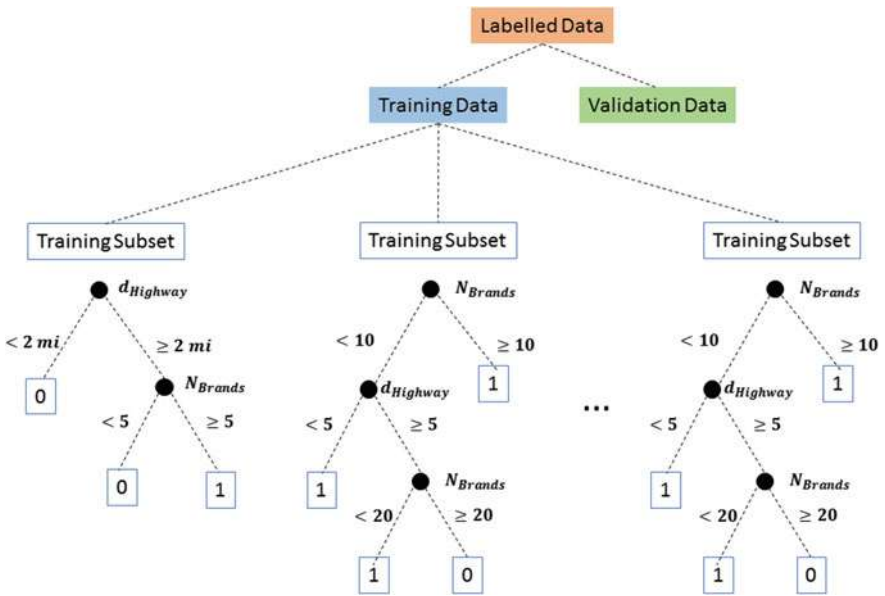 Labelled Data
Training Data Validation Data
Training Subset Training Subset Training Subset
d_Highway N_Brands N_Brands
< 2 mi ≥ 2 mi < 10 ≥ 10 < 10 ≥ 10
0 N_Brands d_Highway 1 ... d_Highway 1
< 5 ≥ 5 < 5 ≥ 5 < 5 ≥ 5
0 1 1 N_Brands 1 N_Brands
< 20 ≥ 20 < 20 ≥ 20
1 0 1 0